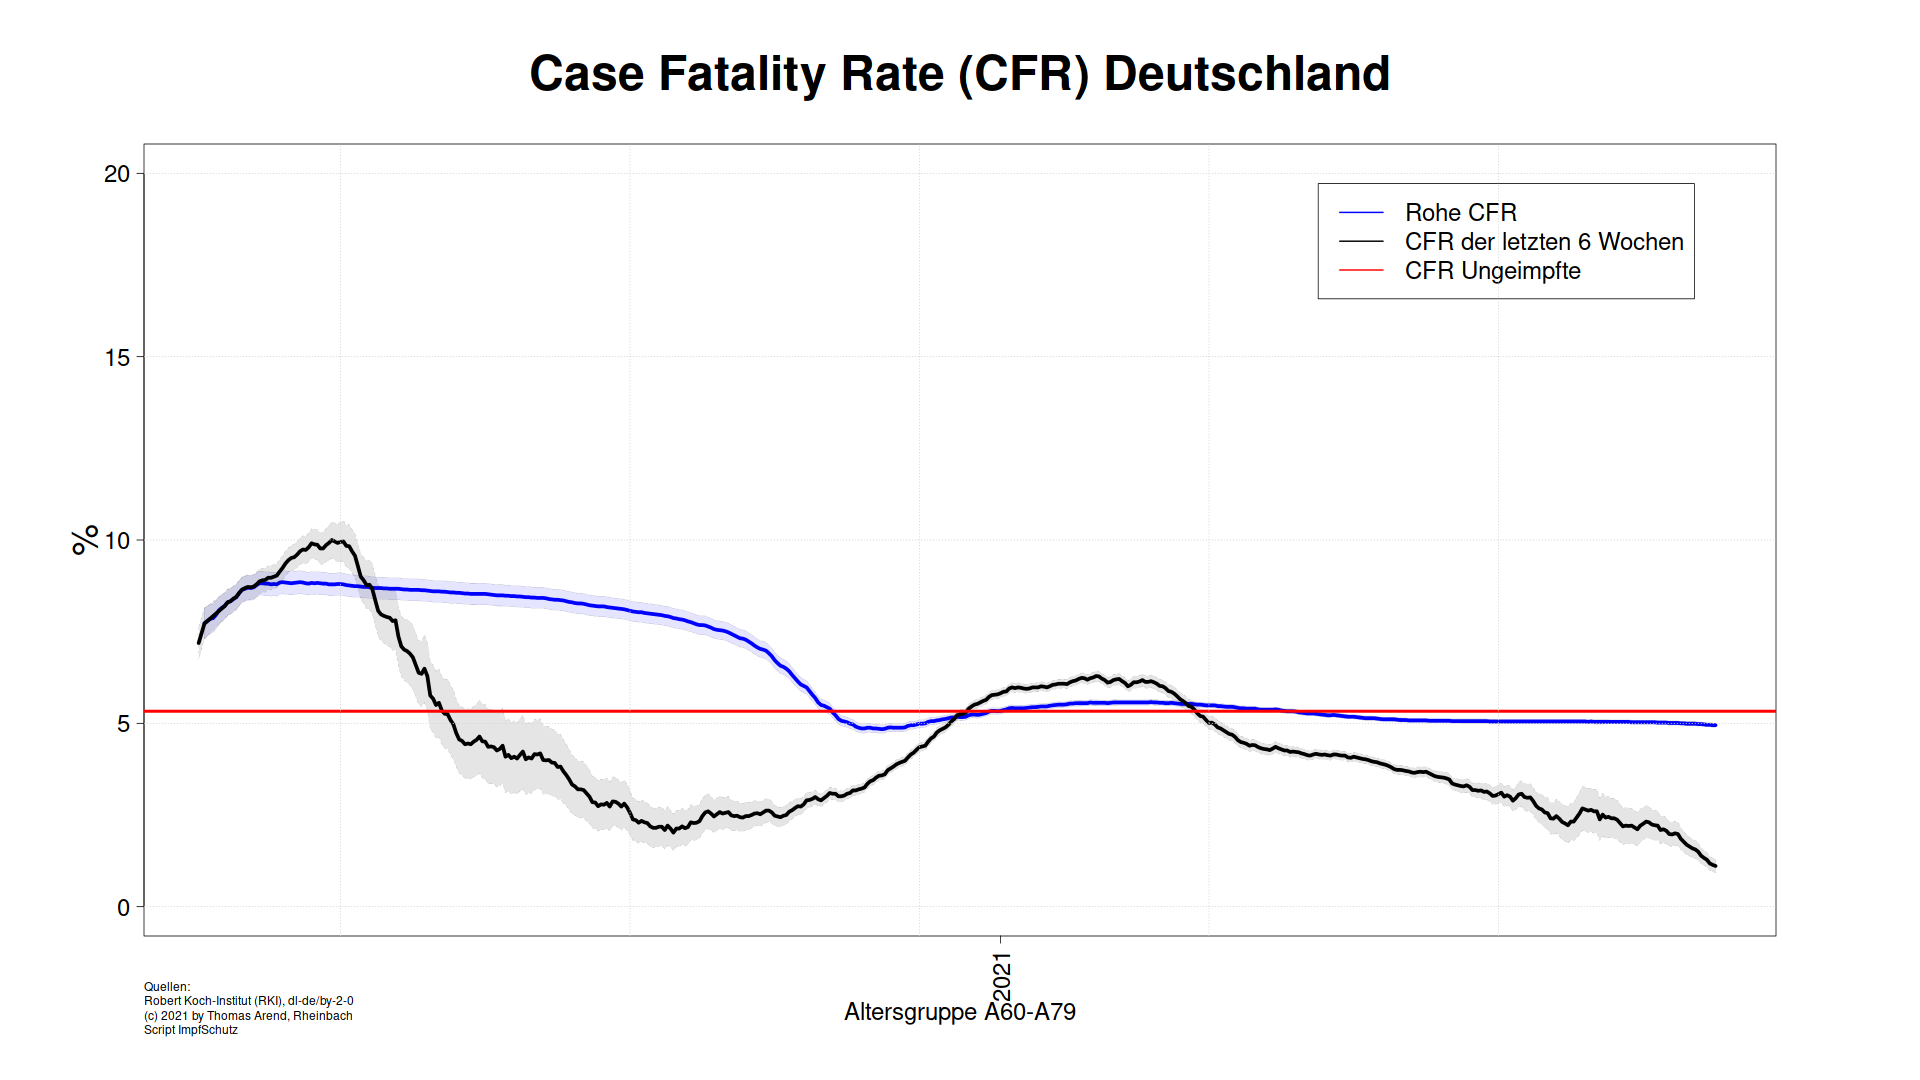 Case Fatality Rate (CFR) Deutschland
20
15
10
5
0
%
Rohe CFR
CFR der letzten 6 Wochen
CFR Ungeimpfte
2021
Altersgruppe A60-A79
Quellen:
Robert Koch-Institut (RKI), dl-de/by-2-0
(c) 2021 by Thomas Arend, Rheinbach
Script ImpfSchutz